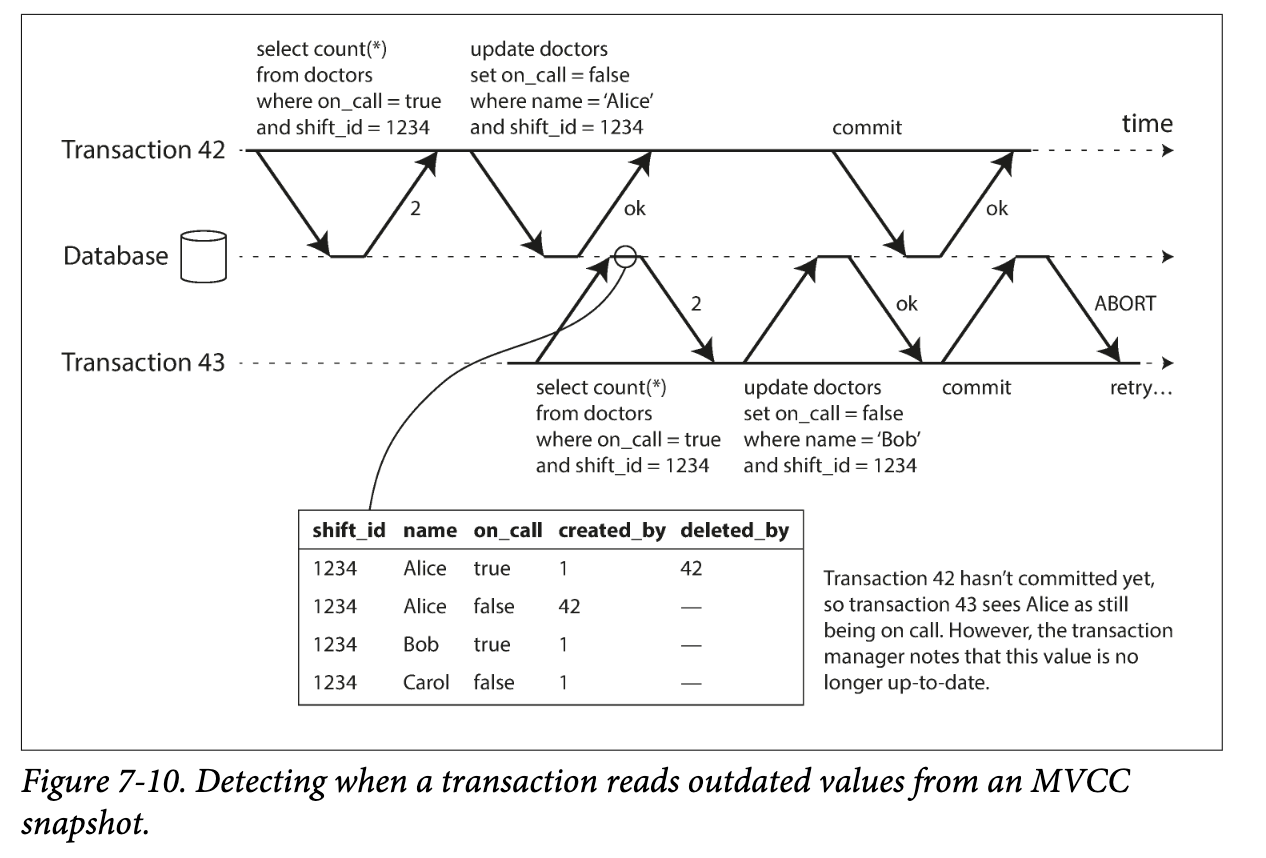 select count(*)
from doctors
where on_call = true
and shift_id = 1234
update doctors
set on_call = false
where name = ‘Alice’
and shift_id = 1234
commit
time
Transaction 42
2
ok
ok
Database
2
ok
ABORT
Transaction 43
select count(*)
from doctors
where on_call = true
and shift_id = 1234
update doctors
set on_call = false
where name = ‘Bob’
and shift_id = 1234
commit
retry…
shift_id name on_call created_by deleted_by
1234 Alice true 1 42
1234 Alice false 42 —
1234 Bob true 1 —
1234 Carol false 1 —
Transaction 42 hasn’t committed yet,
so transaction 43 sees Alice as still
being on call. However, the transaction
manager notes that this value is no
longer up-to-date.
Figure 7-10. Detecting when a transaction reads outdated values from an MVCC
snapshot.